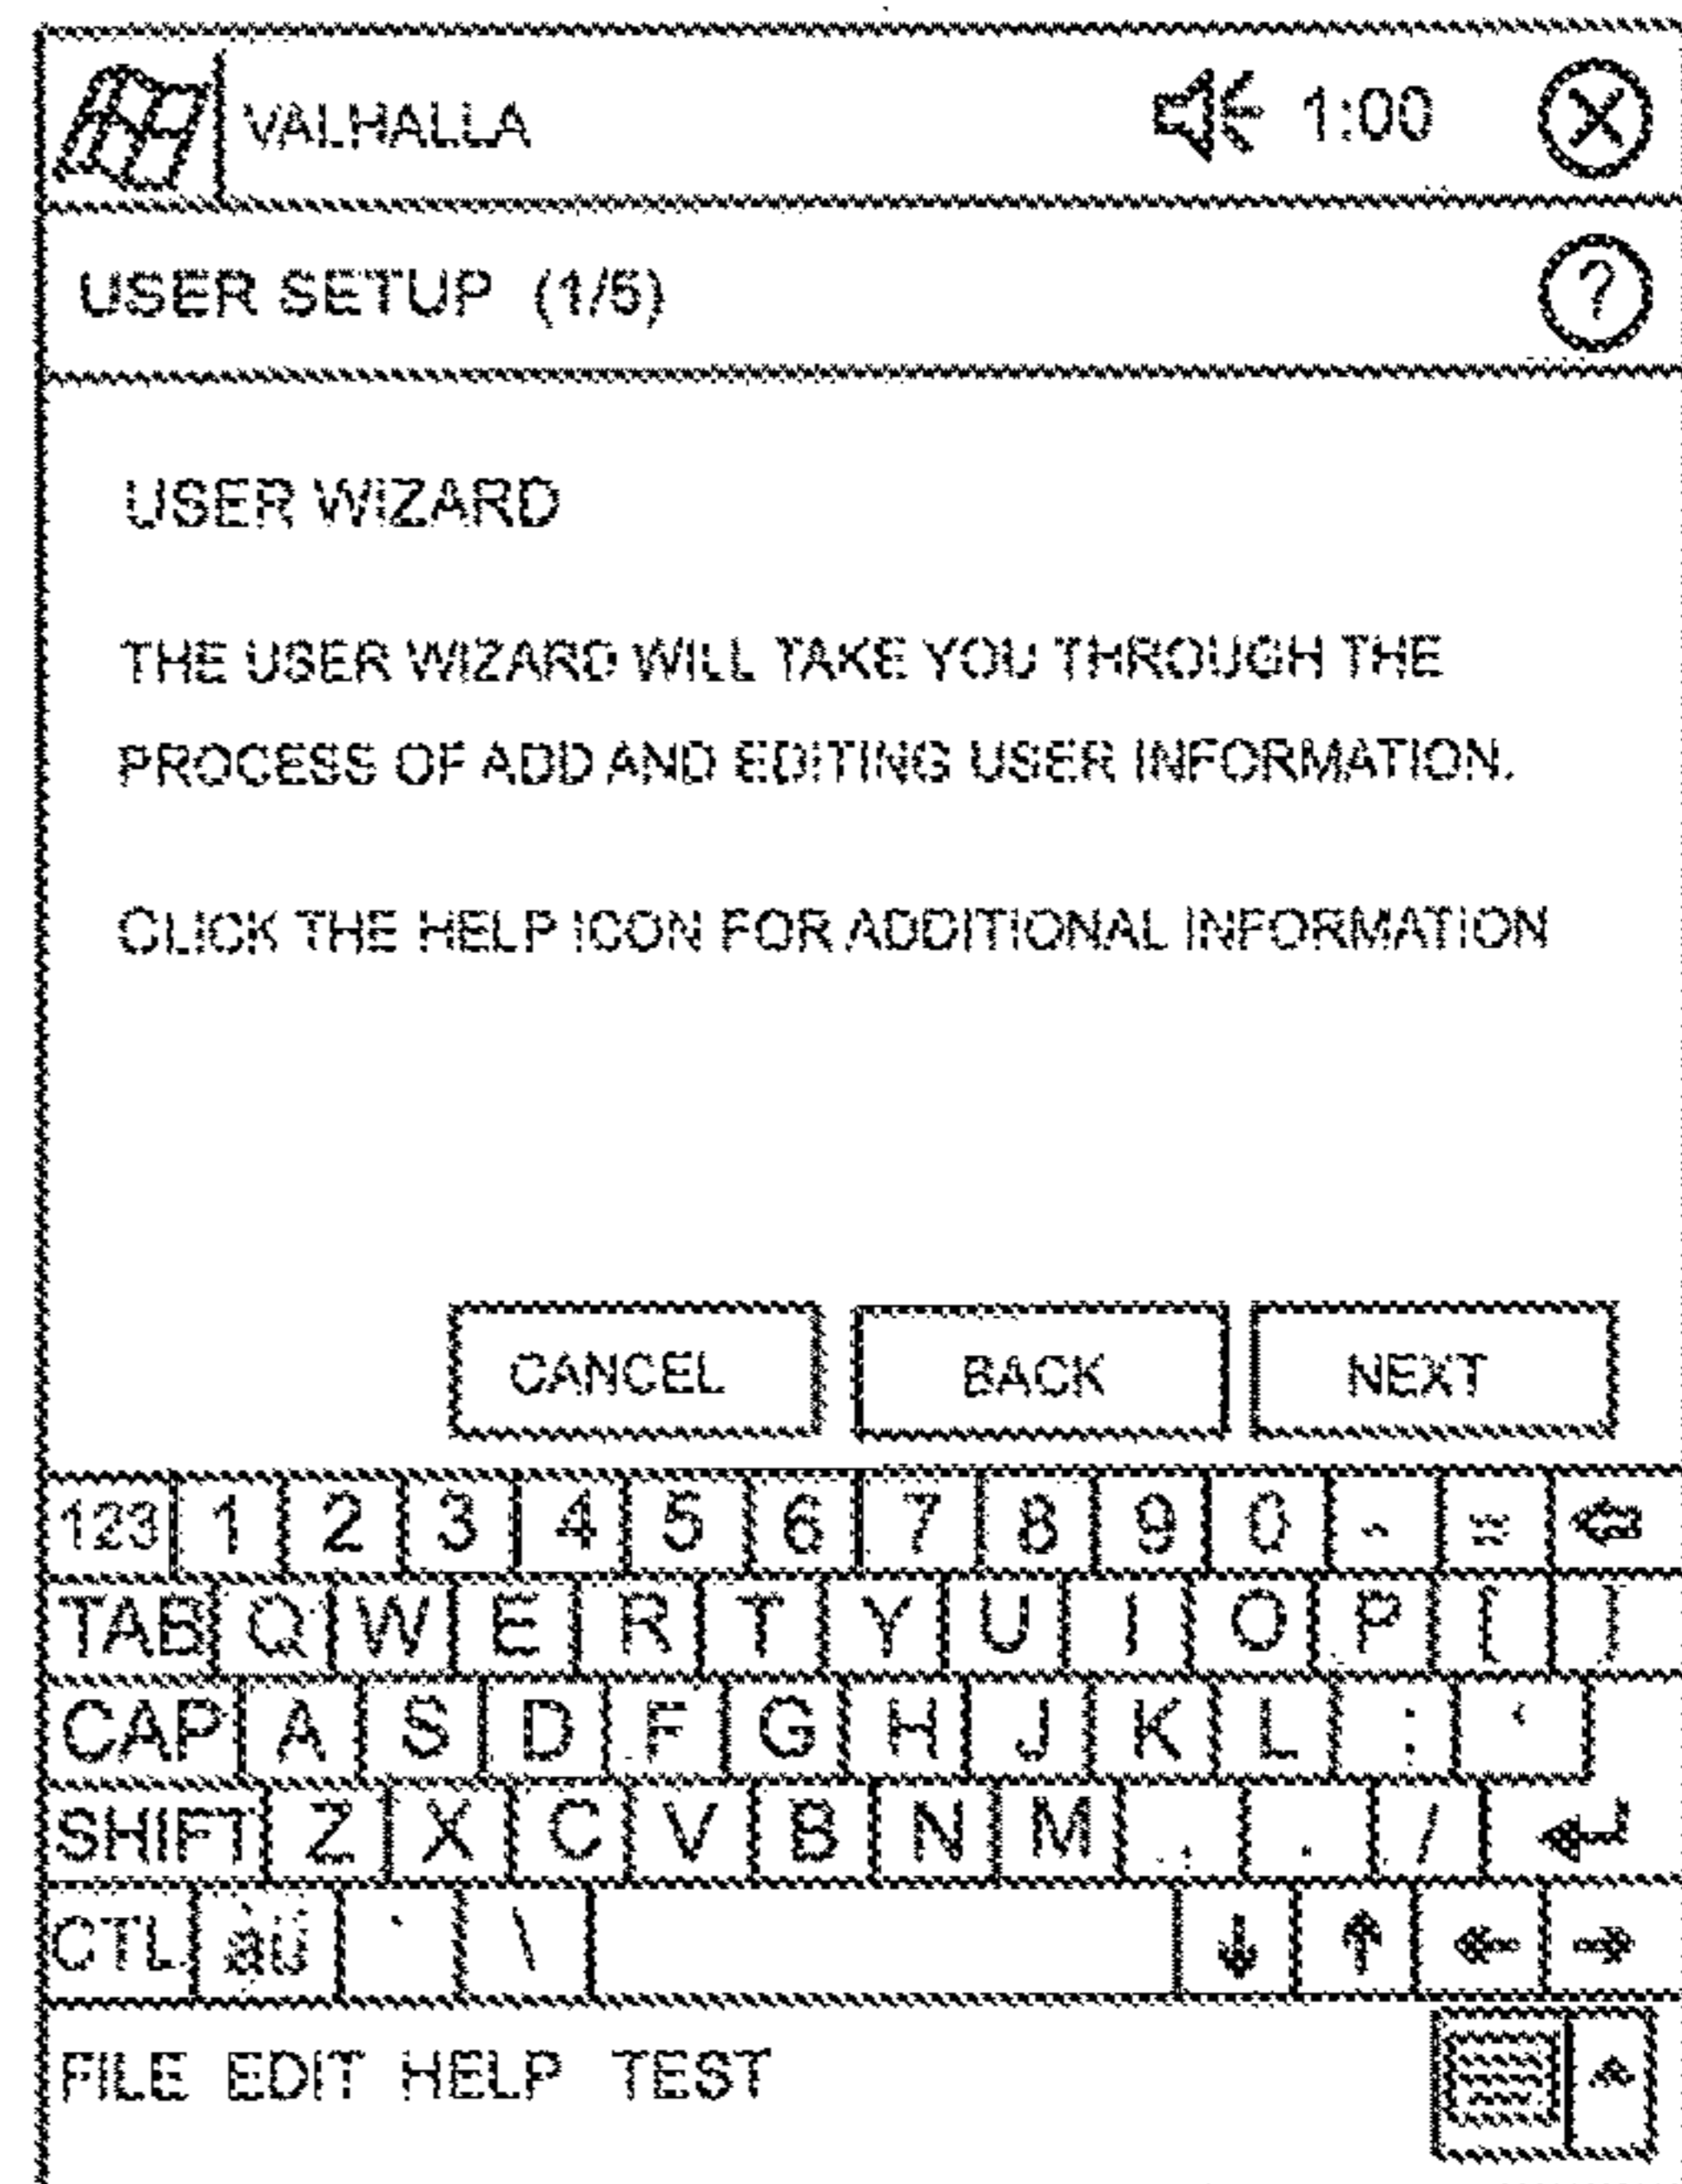 VALHALLA 1:00
USER SETUP (1/5)
?
USER WIZARD
THE USER WIZARD WILL TAKE YOU THROUGH THE
PROCESS OF ADD AND EDITING USER INFORMATION.
CLICK THE HELP ICON FOR ADDITIONAL INFORMATION
CANCEL BACK NEXT
123 1 2 3 4 5 6 7 8 9 0 - =
TAB Q W E R T Y U I O P [ ]
CAP A S D F G H J K L : '
SHIFT Z X C V B N M , . /
CTL àü ` \
FILE EDIT HELP TEST